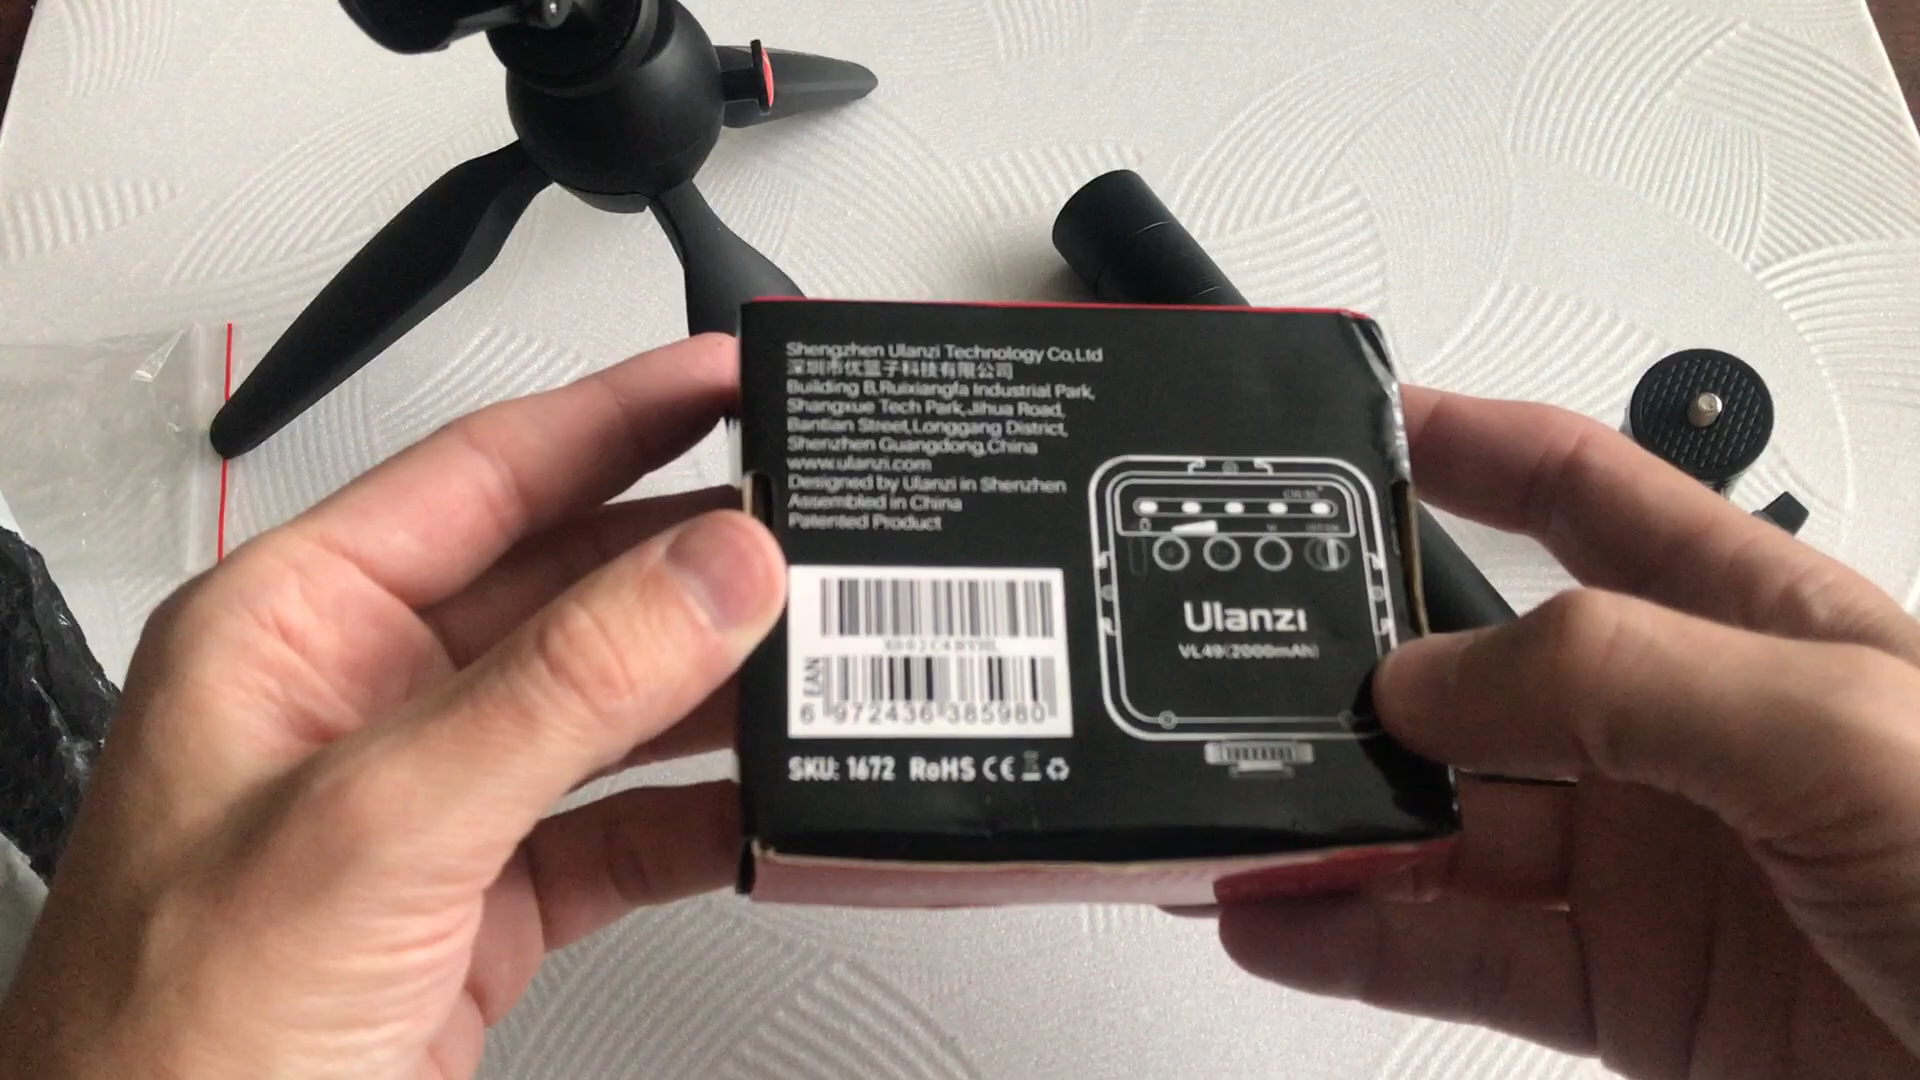 Shengzhen Ulanzi Technology Co,Ltd
深圳市优篮子科技有限公司
Building B,Ruixiangfa Industrial Park,
Shangxue Tech Park,Jihua Road,
Bantian Street,Longgang District,
Shenzhen Guangdong,China
www.ulanzi.com
Designed by Ulanzi in Shenzhen
Assembled in China
Patented Product
EAN
6 972436 385980
SKU: 1672 RoHS CE
Ulanzi
VL49(2000mAh)